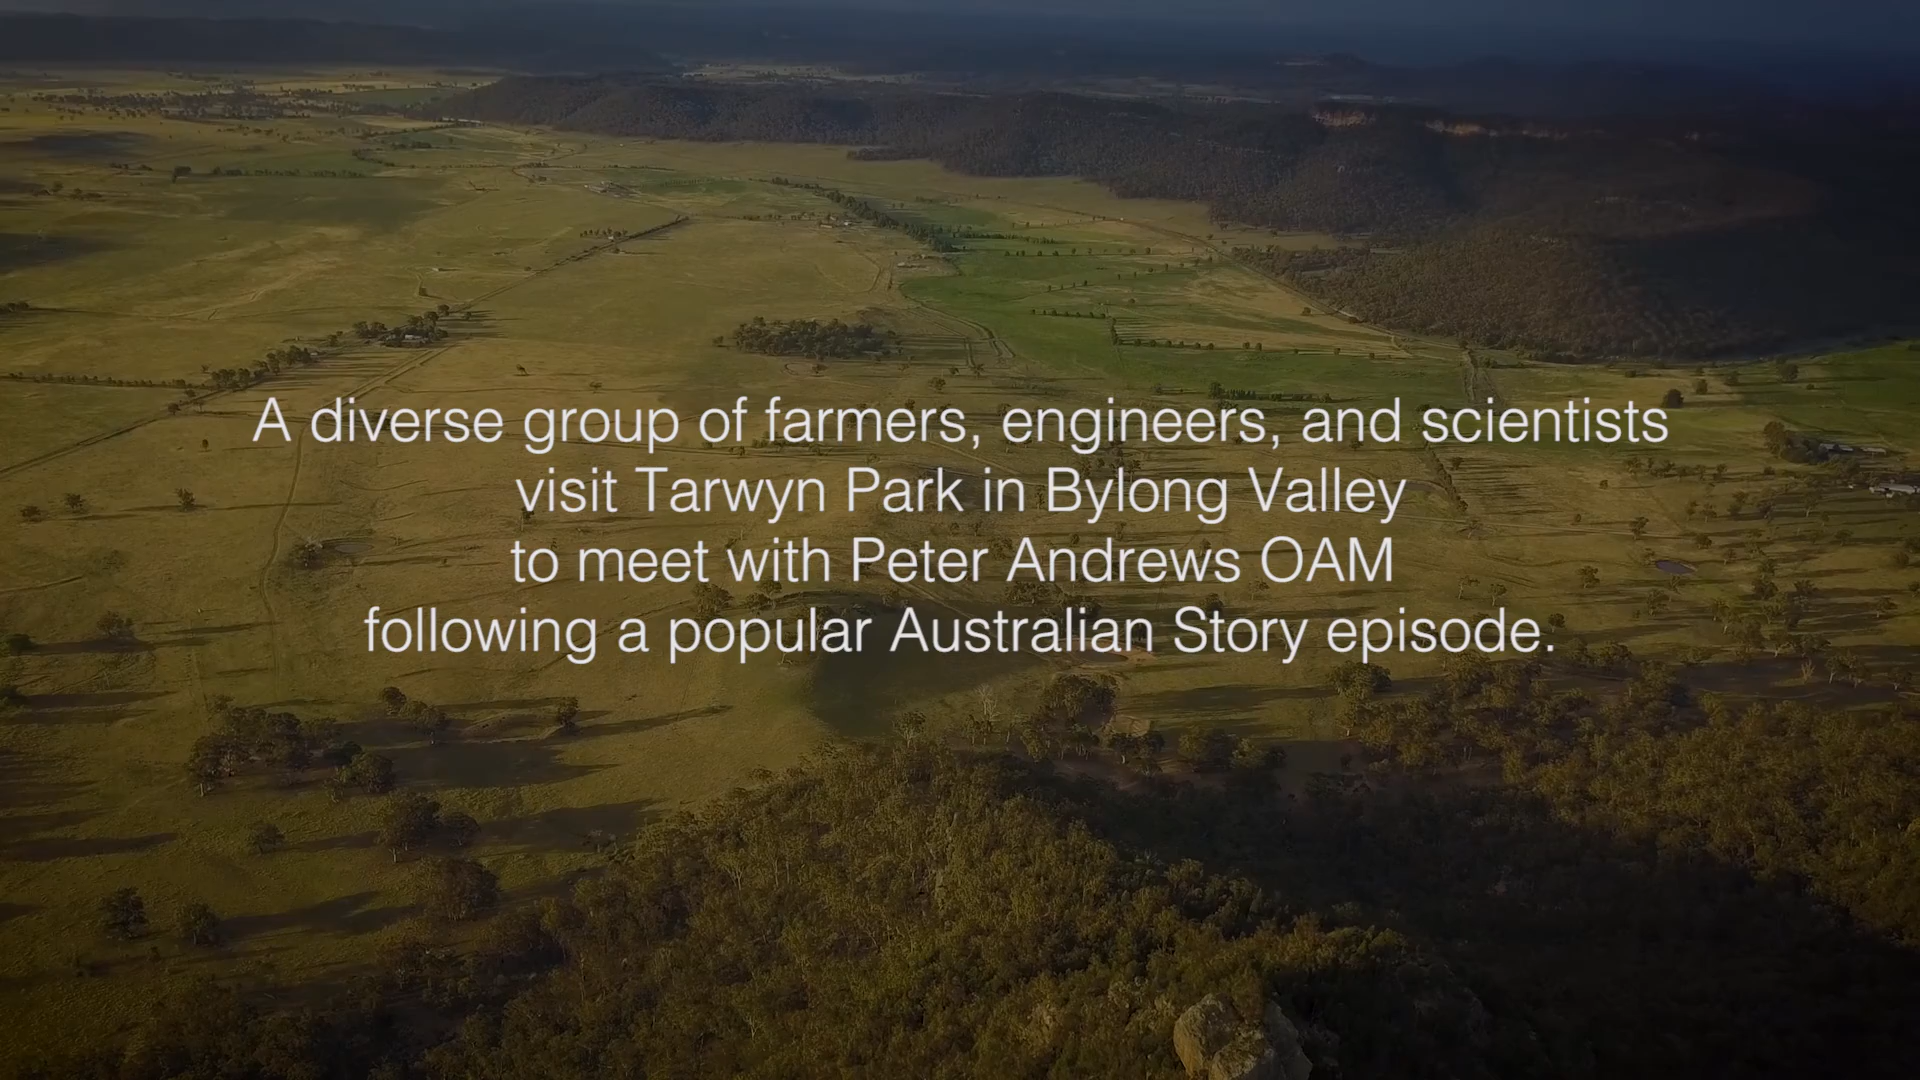 A diverse group of farmers, engineers, and scientists
visit Tarwyn Park in Bylong Valley
to meet with Peter Andrews OAM
following a popular Australian Story episode.